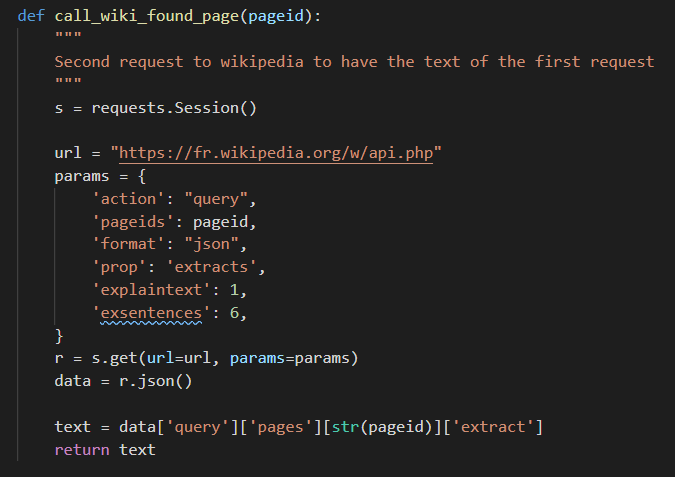 def call_wiki_found_page(pageid):
    """
    Second request to wikipedia to have the text of the first request
    """
    s = requests.Session()

    url = "https://fr.wikipedia.org/w/api.php"
    params = {
        'action': "query",
        'pageids': pageid,
        'format': "json",
        'prop': 'extracts',
        'explaintext': 1,
        'exsentences': 6,
    }
    r = s.get(url=url, params=params)
    data = r.json()

    text = data['query']['pages'][str(pageid)]['extract']
    return text